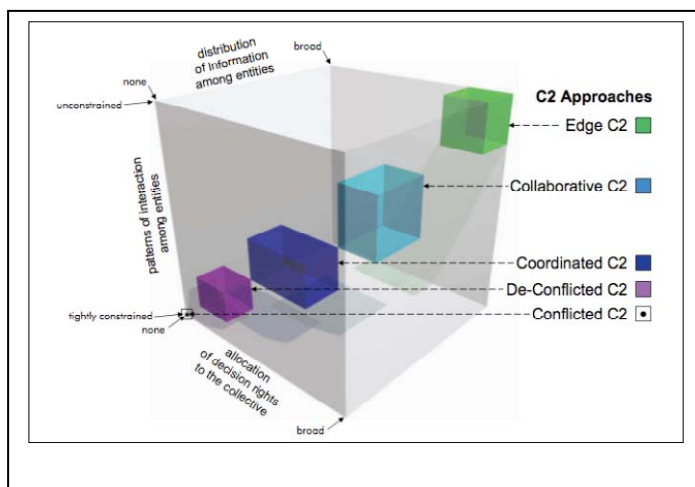 distribution
of Information
among entities
broad
none
unconstrained
C2 Approaches
Edge C2
patterns of interaction
among entities
Collaborative C2
Coordinated C2
De-Conflicted C2
tightly constrained
none
Conflicted C2
allocation
of decision rights
to the collective
broad